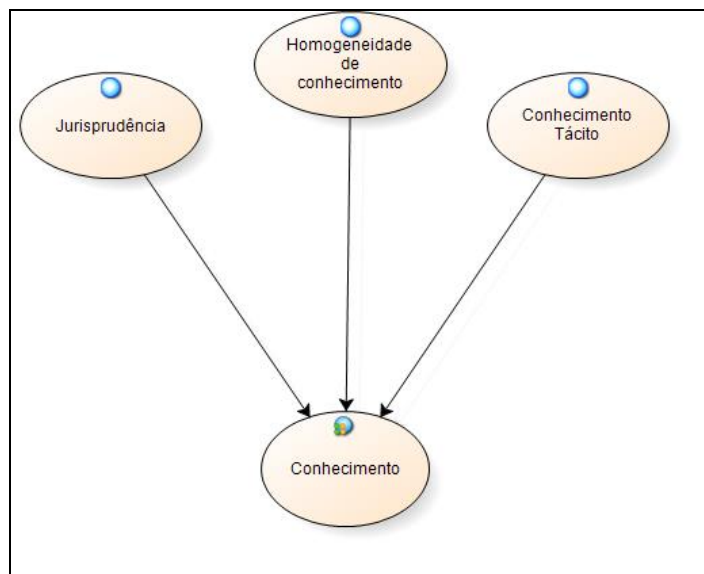 Homogeneidade
de
conhecimento
Jurisprudência
Conhecimento
Tácito
Conhecimento